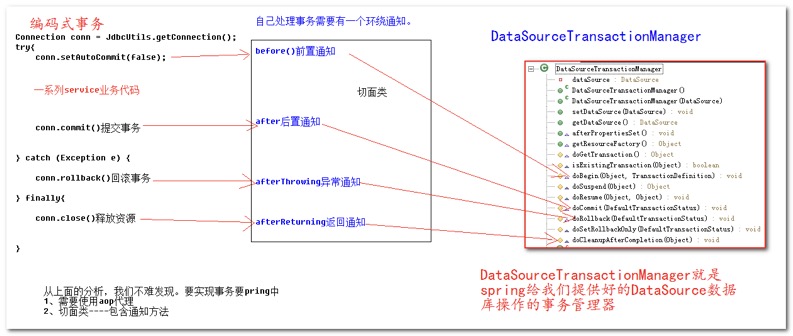 编码式事务
Connection conn = JdbcUtils.getConnection();
try{
conn.setAutoCommit(False);
一系列service业务代码
conn.commit()提交事务
} catch (Exception e) {
conn.rollback()回滚事务
} finally{
conn.close()释放资源
}
从上面的分析，我们不难发现。要实现事务要pring中
1、需要使用aop代理
2、切面类----包含通知方法
自己处理事务需要有一个环绕通知。
before()前置通知
切面类
after后置通知
afterThrowing异常通知
afterReturning返回通知
DataSourceTransactionManager
DataSourceTransactionManager
dataSource : DataSource
DataSourceTransactionManager()
DataSourceTransactionManager(DataSource)
setDataSource(DataSource) : void
getDataSource() : DataSource
afterPropertiesSet() : void
getResourceFactory() : Object
doGetTransaction() : Object
isExistingTransaction(Object) : boolean
doBegin(Object, TransactionDefinition) : void
doSuspend(Object) : Object
doResume(Object, Object) : void
doCommit(DefaultTransactionStatus) : void
doRollback(DefaultTransactionStatus) : void
doSetRollbackOnly(DefaultTransactionStatus) : void
doCleanupAfterCompletion(Object) : void
DataSourceTransactionManager就是
spring给我们提供好的DataSource数据
库操作的事务管理器